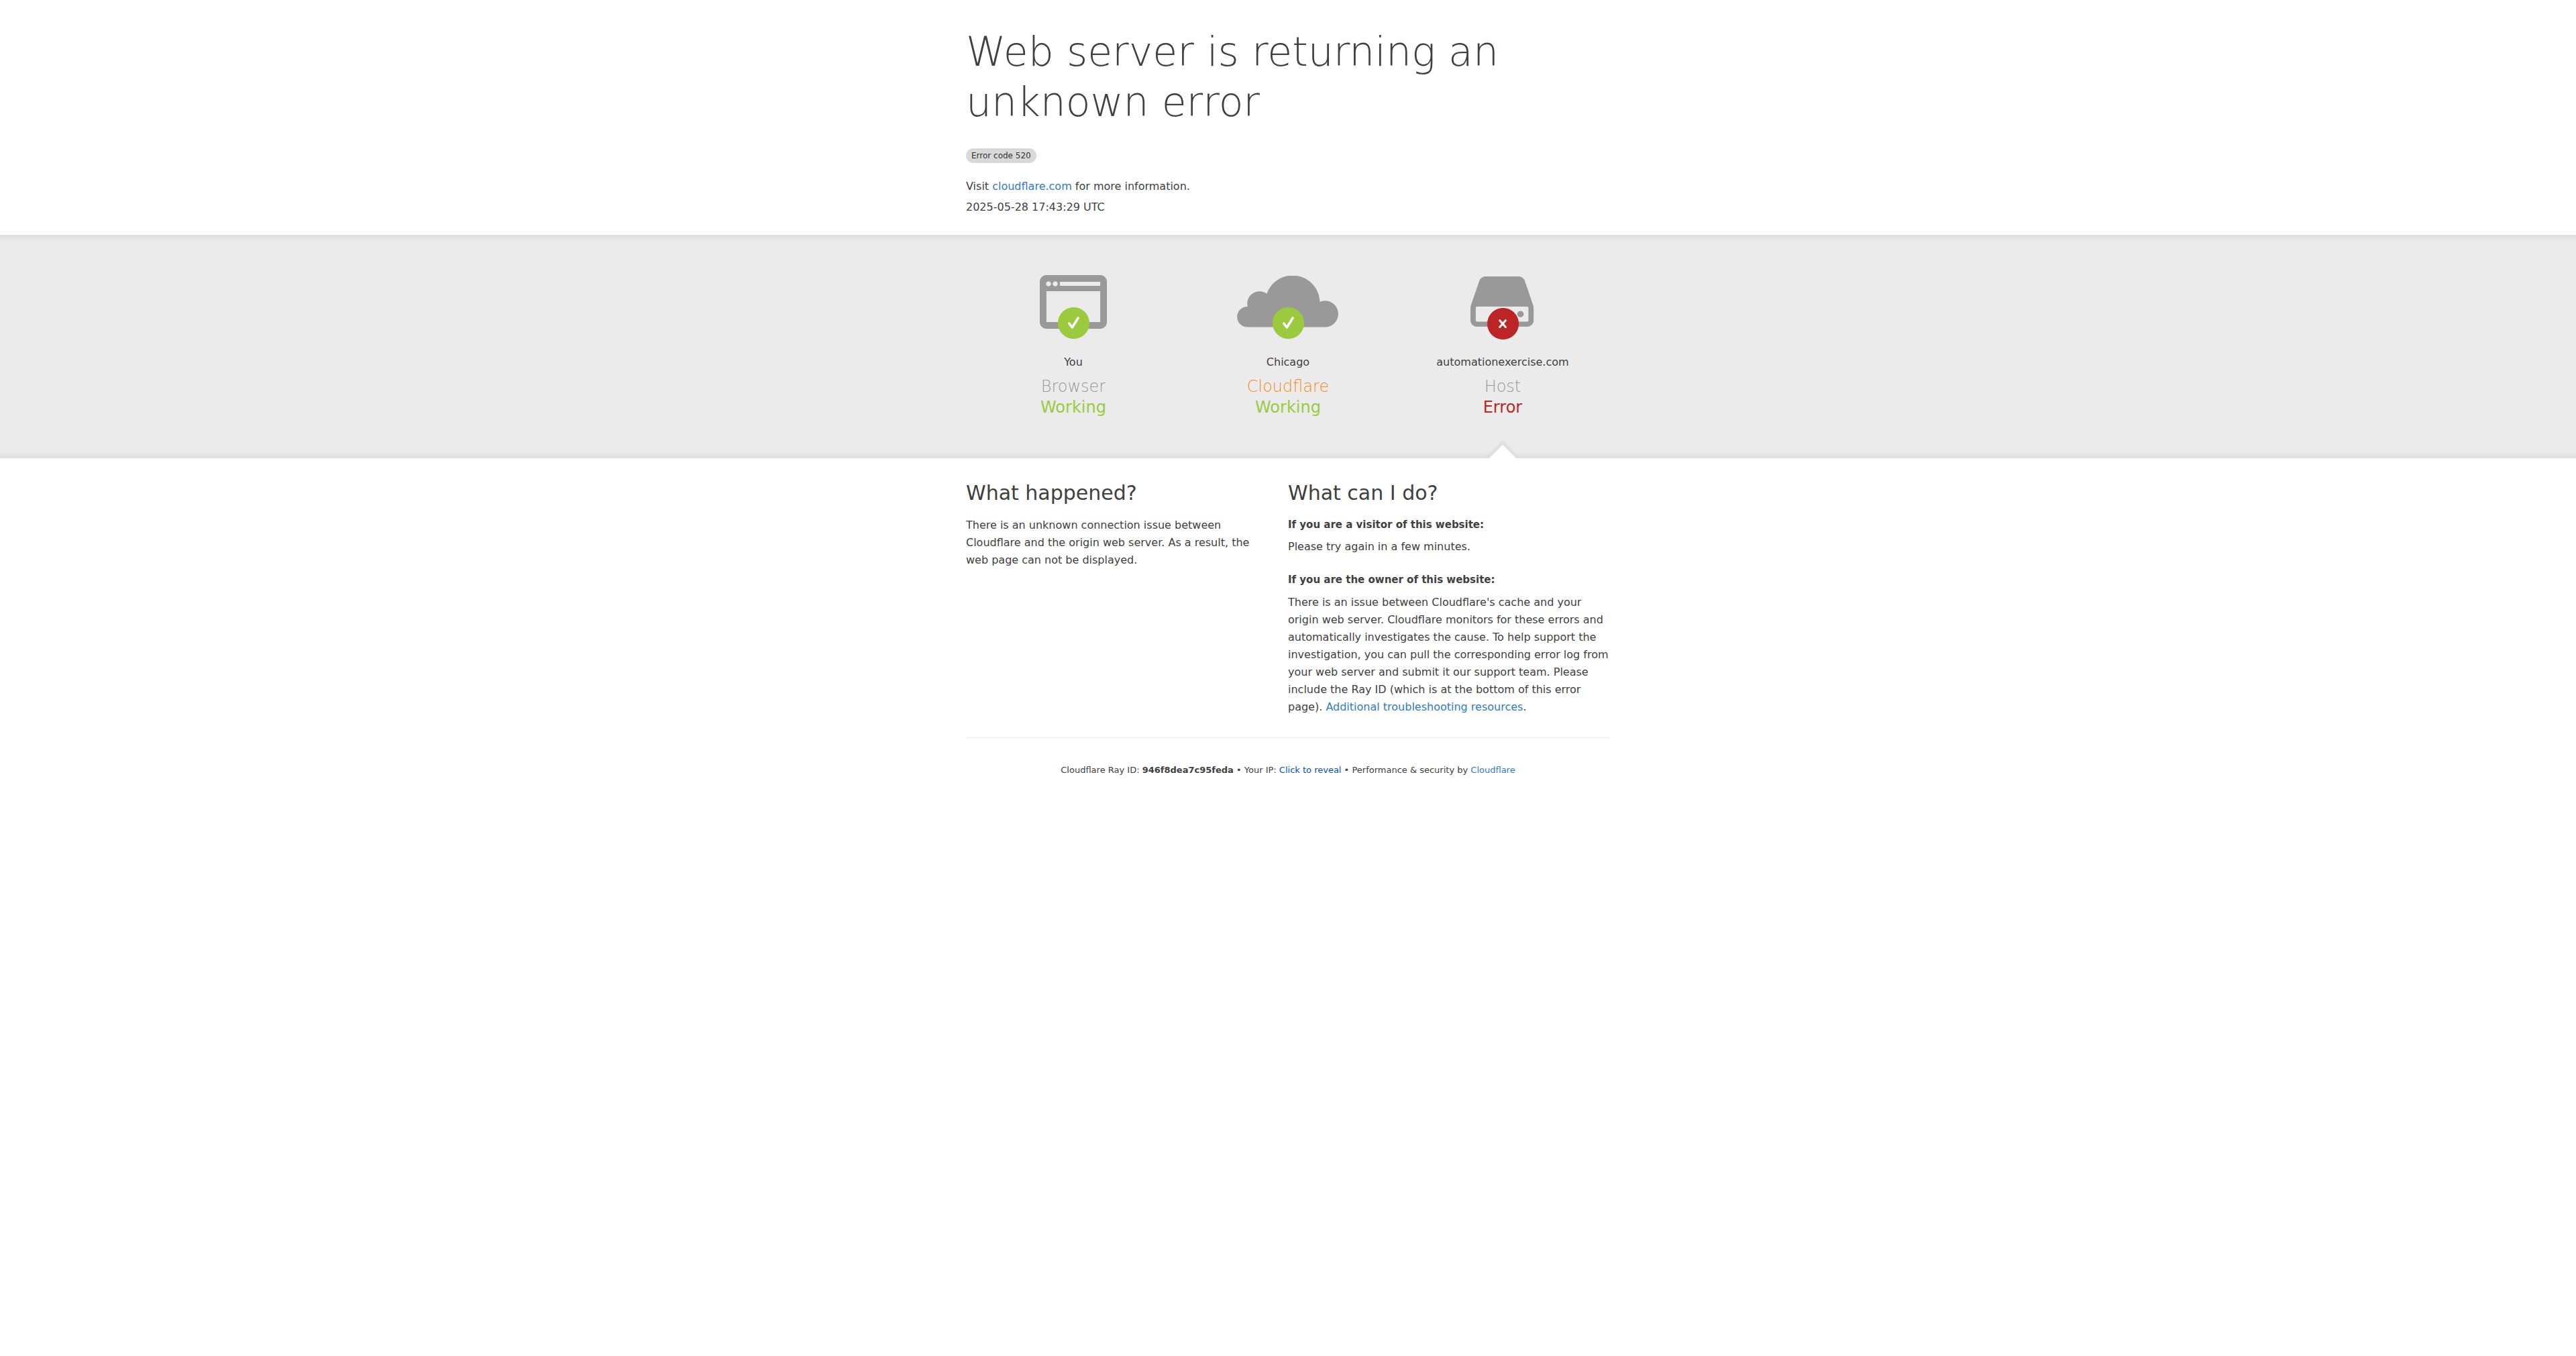 Web server is returning an
unknown error
Error code 520
Visit cloudflare.com for more information.
2025-05-28 17:43:29 UTC
You
Browser
Working
Chicago
Cloudflare
Working
automationexercise.com
Host
Error
What happened?
There is an unknown connection issue between
Cloudflare and the origin web server. As a result, the
web page can not be displayed.
What can I do?
If you are a visitor of this website:
Please try again in a few minutes.
If you are the owner of this website:
There is an issue between Cloudflare's cache and your
origin web server. Cloudflare monitors for these errors and
automatically investigates the cause. To help support the
investigation, you can pull the corresponding error log from
your web server and submit it our support team. Please
include the Ray ID (which is at the bottom of this error
page). Additional troubleshooting resources.
Cloudflare Ray ID: 946f8dea7c95feda • Your IP: Click to reveal • Performance & security by Cloudflare